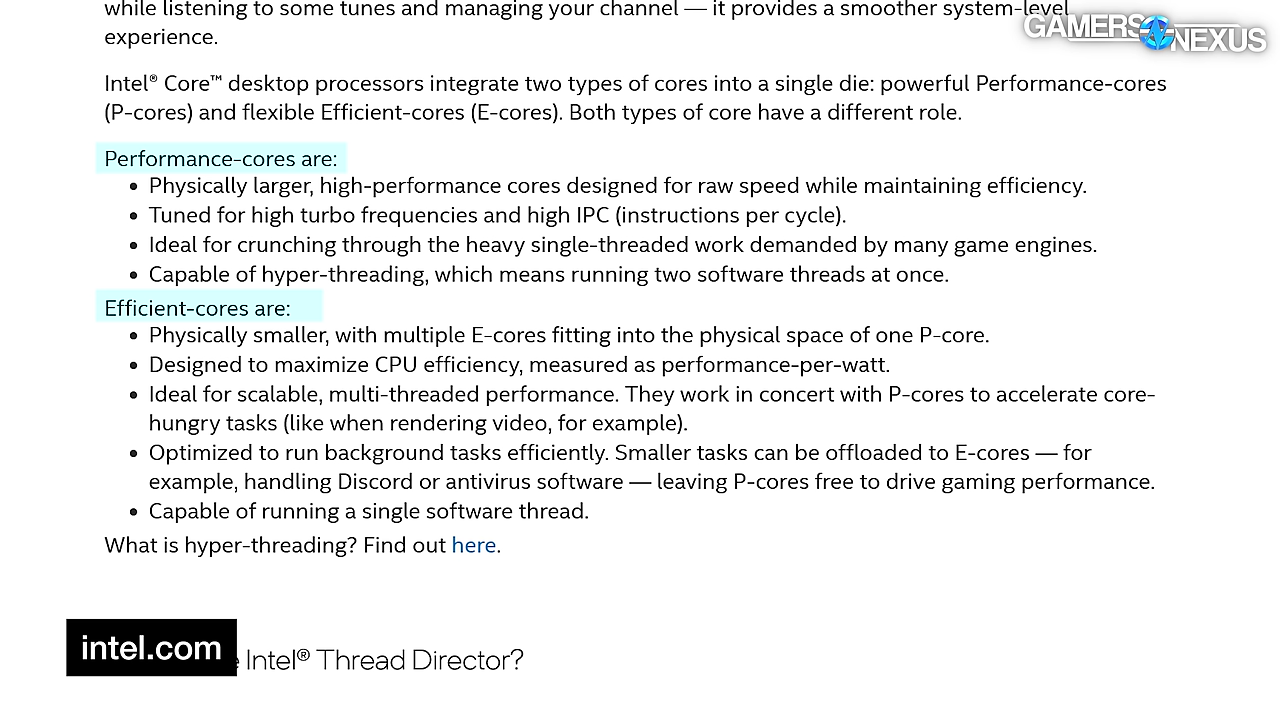 while listening to some tunes and managing your channel — it provides a smoother system-level
experience.
GAMERS NEXUS
Intel® Core™ desktop processors integrate two types of cores into a single die: powerful Performance-cores
(P-cores) and flexible Efficient-cores (E-cores). Both types of core have a different role.
Performance-cores are:
• Physically larger, high-performance cores designed for raw speed while maintaining efficiency.
• Tuned for high turbo frequencies and high IPC (instructions per cycle).
• Ideal for crunching through the heavy single-threaded work demanded by many game engines.
• Capable of hyper-threading, which means running two software threads at once.
Efficient-cores are:
• Physically smaller, with multiple E-cores fitting into the physical space of one P-core.
• Designed to maximize CPU efficiency, measured as performance-per-watt.
• Ideal for scalable, multi-threaded performance. They work in concert with P-cores to accelerate core-
hungry tasks (like when rendering video, for example).
• Optimized to run background tasks efficiently. Smaller tasks can be offloaded to E-cores — for
example, handling Discord or antivirus software — leaving P-cores free to drive gaming performance.
• Capable of running a single software thread.
What is hyper-threading? Find out here.
intel.com
Intel® Thread Director?